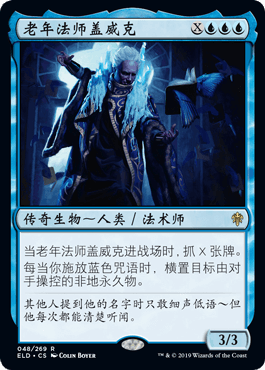 老年法师盖威克 XUUU
传奇生物～人类 / 法术师
当老年法师盖威克进战场时，抓X张牌。
每当你施放蓝色咒语时，横置目标由对
手操控的非地永久物。
其他人提到他的名字时只敢细声低语～但
他每次都能清楚听闻。
3/3
048/269 R
ELD • CS COLIN BOYER
™ & © 2019 Wizards of the Coast